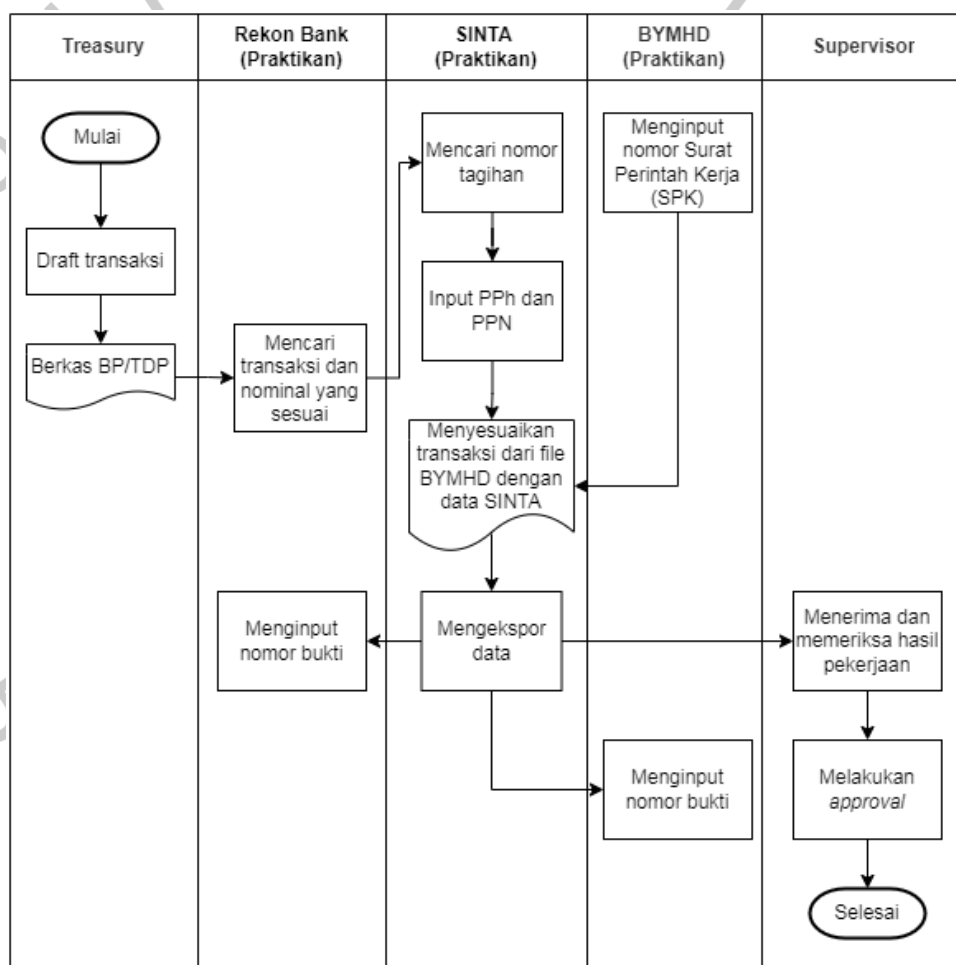 Treasury
Rekon Bank
(Praktikan)
SINTA
(Praktikan)
BYMHD
(Praktikan)
Supervisor
Mulai
Draft transaksi
Berkas BP/TDP
Mencari
transaksi dan
nominal yang
sesuai
Mencari nomor
tagihan
Input PPh dan
PPN
Menyesuaikan
transaksi dari file
BYMHD dengan
data SINTA
Menginput
nomor Surat
Perintah Kerja
(SPK)
Menginput
nomor bukti
Mengekspor
data
Menerima dan
memeriksa hasil
pekerjaan
Menginput
nomor bukti
Melakukan
approval
Selesai